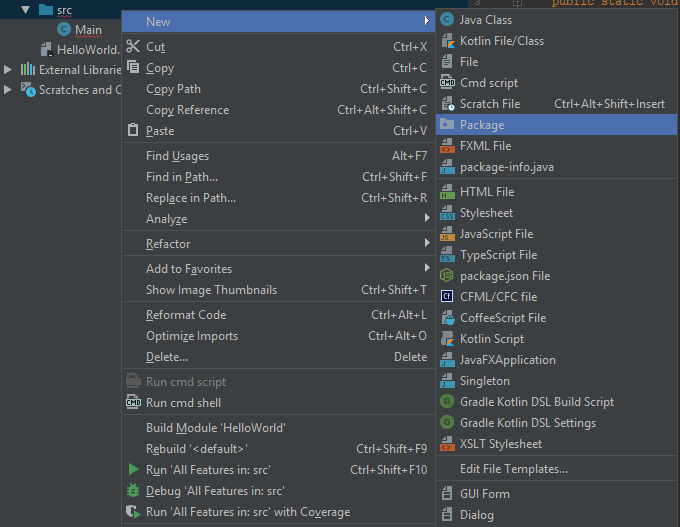 src
Main
HelloWorld.
External Librarie
Scratches and C
New
Cut Ctrl+X
Copy Ctrl+C
Copy Path Ctrl+Shift+C
Copy Reference Ctrl+Alt+Shift+C
Paste Ctrl+V
Find Usages Alt+F7
Find in Path... Ctrl+Shift+F
Replace in Path... Ctrl+Shift+R
Analyze
Refactor
Add to Favorites
Show Image Thumbnails Ctrl+Shift+T
Reformat Code Ctrl+Alt+L
Optimize Imports Ctrl+Alt+O
Delete... Delete
Run cmd script
Run cmd shell
Build Module 'HelloWorld'
Rebuild '<default>' Ctrl+Shift+F9
Run 'All Features in: src' Ctrl+Shift+F10
Debug 'All Features in: src'
Run 'All Features in: src' with Coverage
3 public static void
Java Class
Kotlin File/Class
File
Cmd script
Scratch File Ctrl+Alt+Shift+Insert
Package
FXML File
package-info.java
HTML File
Stylesheet
JavaScript File
TypeScript File
package.json File
CFML/CFC file
CoffeeScript File
Kotlin Script
JavaFXApplication
Singleton
Gradle Kotlin DSL Build Script
Gradle Kotlin DSL Settings
XSLT Stylesheet
Edit File Templates...
GUI Form
Dialog